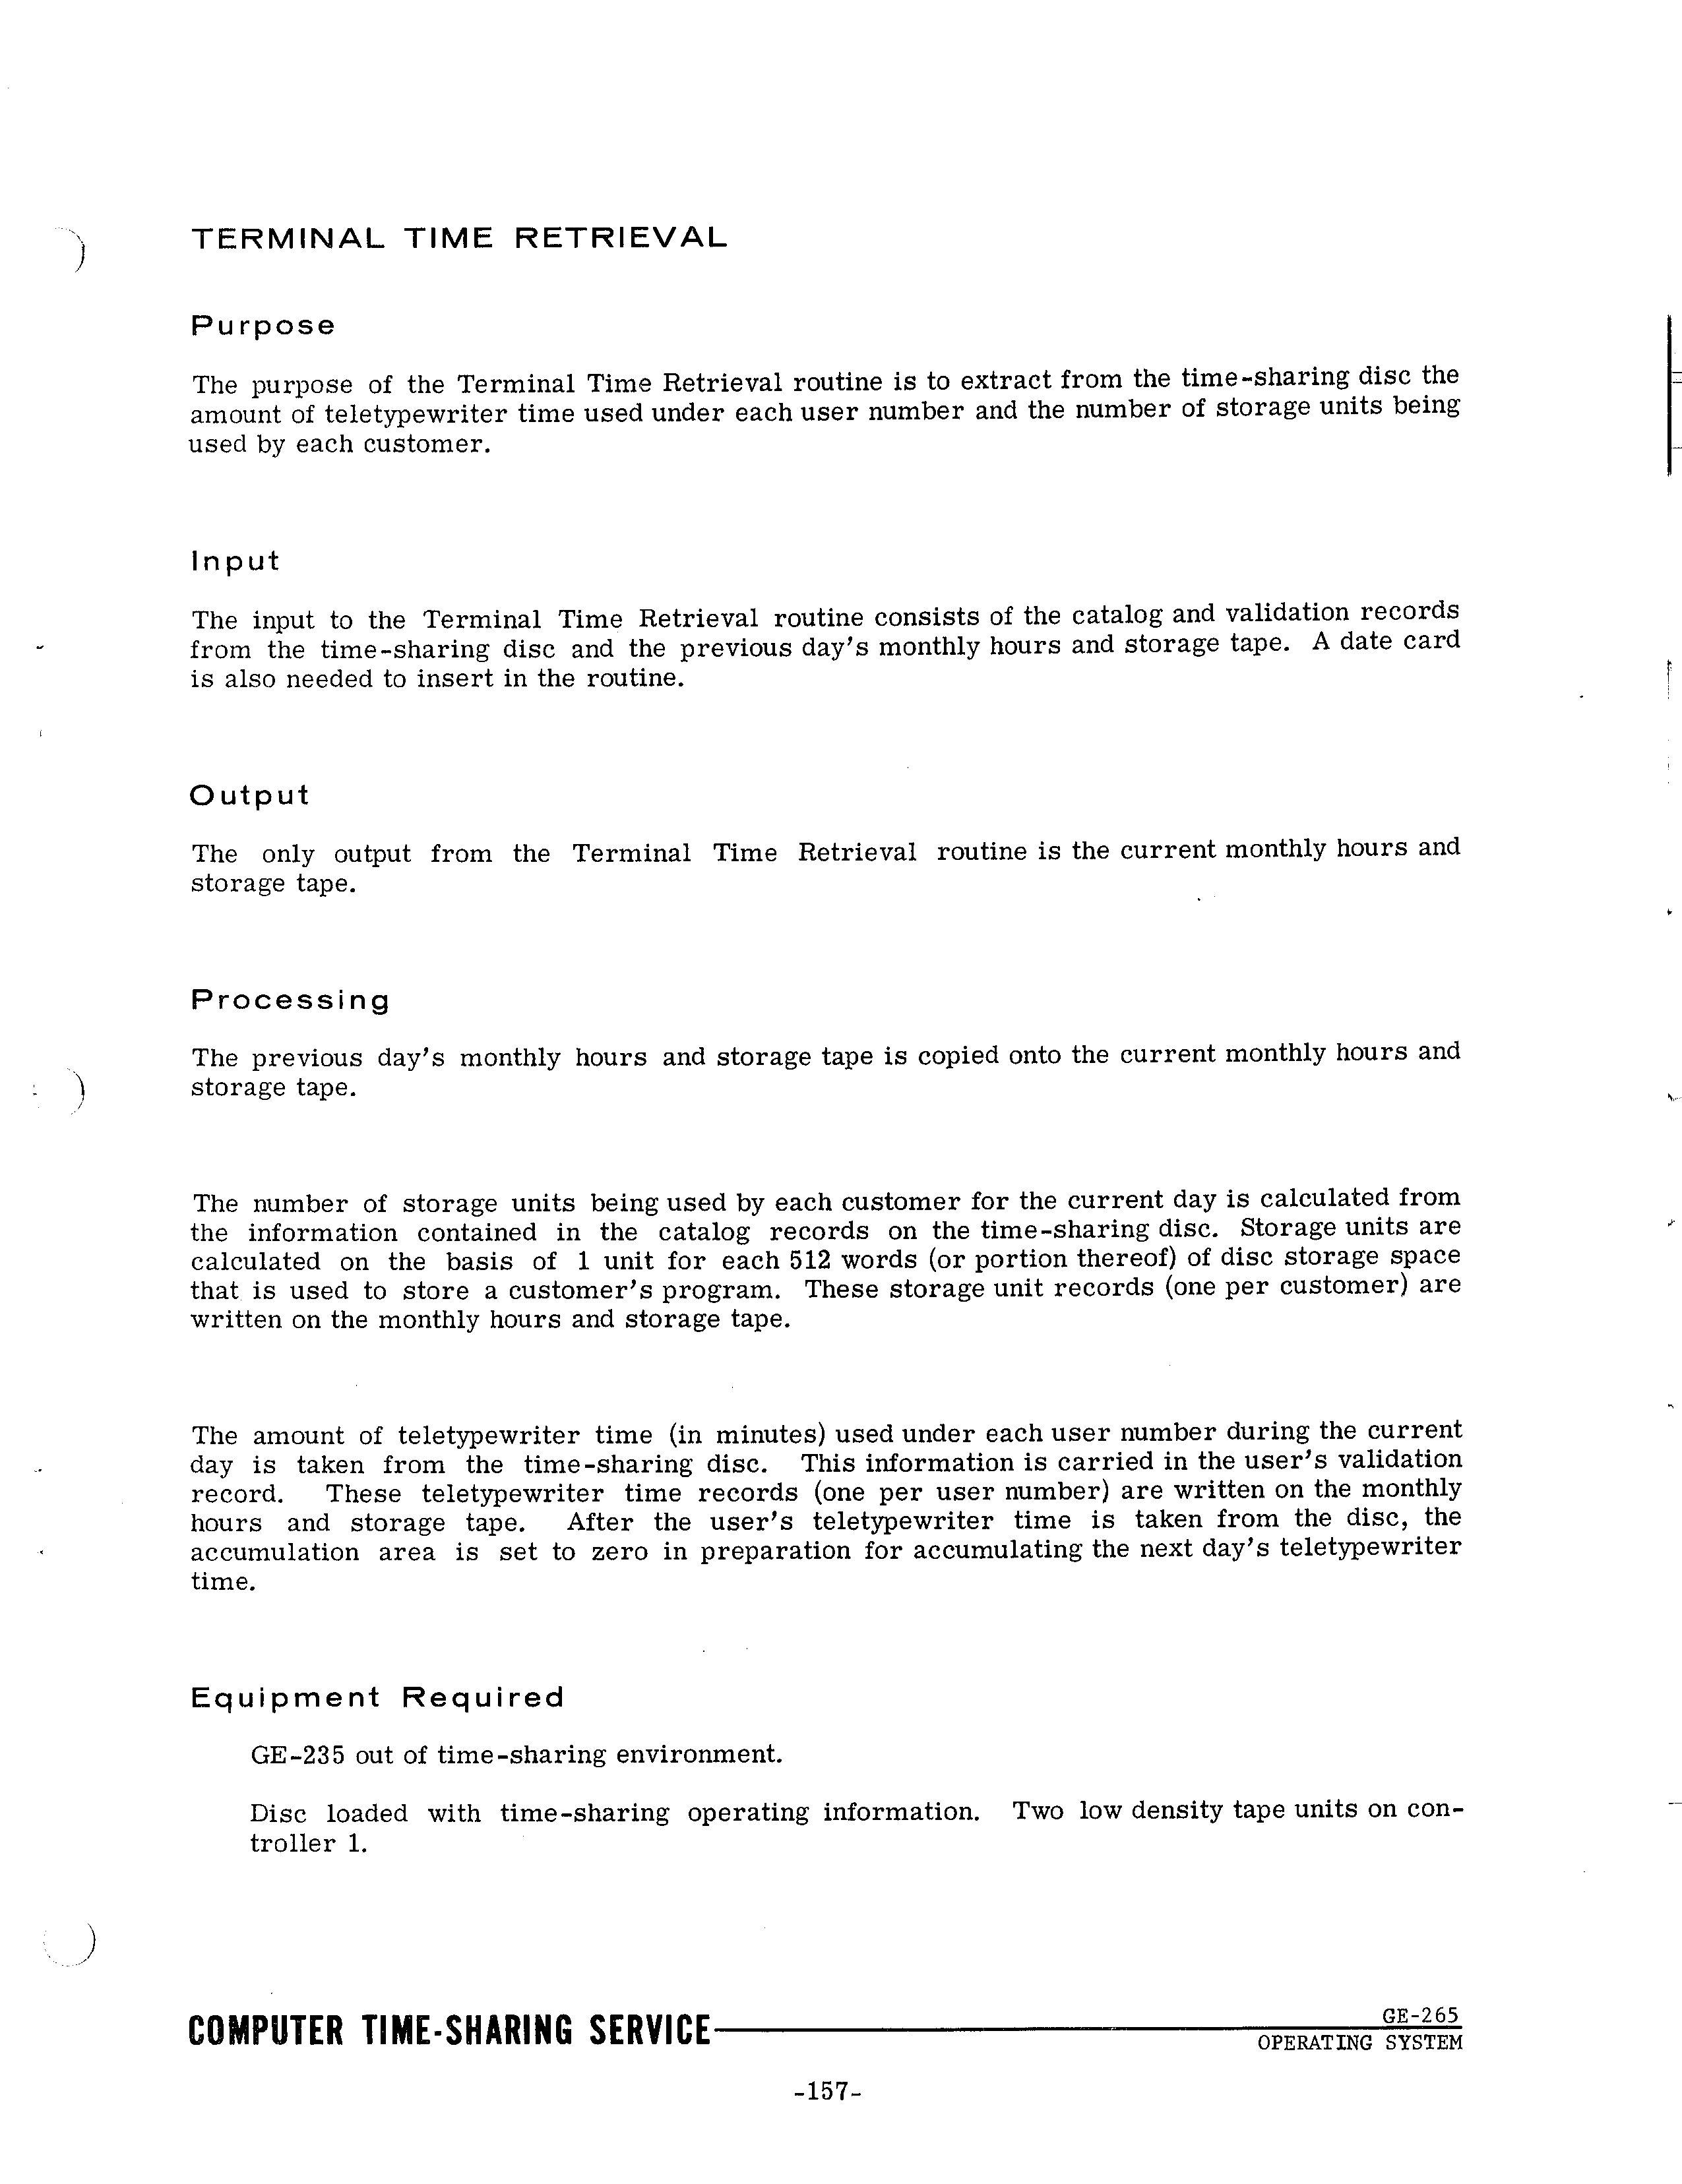 TERMINAL TIME RETRIEVAL
Purpose
The purpose of the Terminal Time Retrieval routine is to extract from the time-sharing disc the
amount of teletypewriter time used under each user number and the number of storage units being
used by each customer.
Input
The input to the Terminal Time Retrieval routine consists of the catalog and validation records
from the time-sharing disc and the previous day's monthly hours and storage tape. A date card
is also needed to insert in the routine.
Output
The only output from the Terminal Time Retrieval routine is the current monthly hours and
storage tape.
Processing
The previous day's monthly hours and storage tape is copied onto the current monthly hours and
storage tape.
The number of storage units being used by each customer for the current day is calculated from
the information contained in the catalog records on the time-sharing disc. Storage units are
calculated on the basis of 1 unit for each 512 words (or portion thereof) of disc storage space
that is used to store a customer's program. These storage unit records (one per customer) are
written on the monthly hours and storage tape.
The amount of teletypewriter time (in minutes) used under each user number during the current
day is taken from the time-sharing disc. This information is carried in the user's validation
record. These teletypewriter time records (one per user number) are written on the monthly
hours and storage tape. After the user's teletypewriter time is taken from the disc, the
accumulation area is set to zero in preparation for accumulating the next day's teletypewriter
time.
Equipment Required
GE-235 out of time-sharing environment.
Disc loaded with time-sharing operating information. Two low density tape units on con-
troller 1.
COMPUTER TIME-SHARING SERVICE
GE-265
OPERATING SYSTEM
-157-